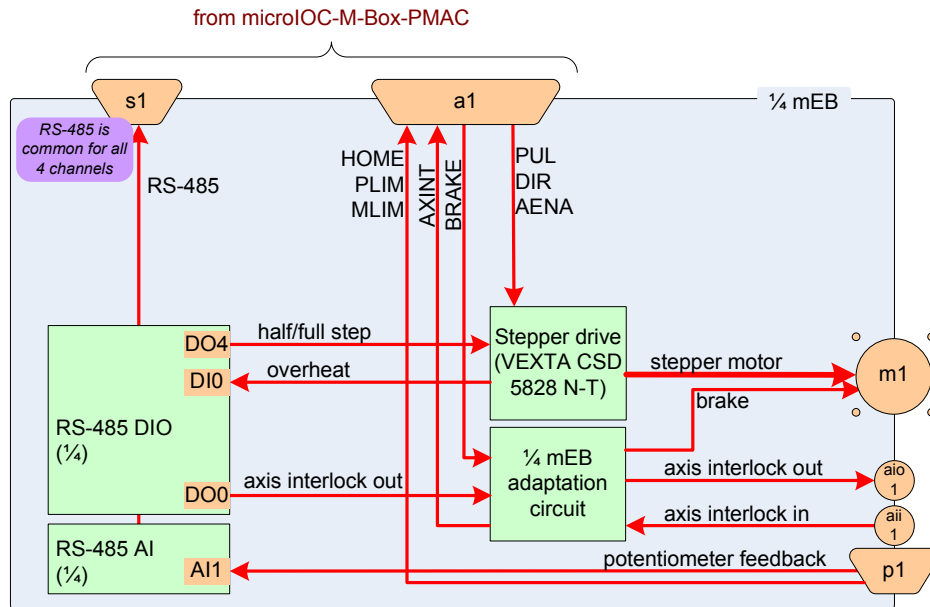 from microIOC-M-Box-PMAC
s1
a1
¼ mEB
RS-485 is
common for all
4 channels
RS-485
HOME
PLIM
MLIM
AXINT
BRAKE
PUL
DIR
AENA
DO4
half/full step
DI0
overheat
RS-485 DIO
(¼)
DO0
axis interlock out
Stepper drive
(VEXTA CSD
5828 N-T)
stepper motor
m1
brake
¼ mEB
adaptation
circuit
axis interlock out
aio
1
axis interlock in
aii
1
RS-485 AI
(¼)
AI1
potentiometer feedback
p1